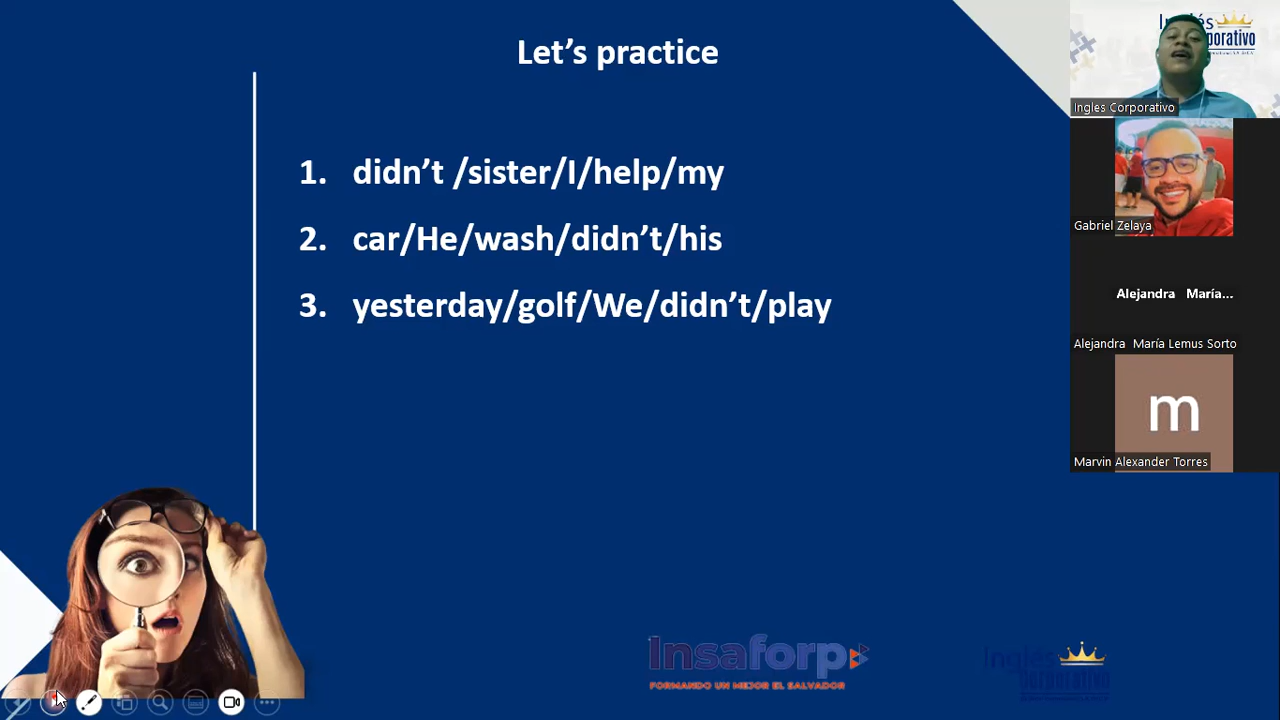 Let's practice
1. didn't /sister/I/help/my
2. car/He/wash/didn't/his
3. yesterday/golf/We/didn't/play
Ingles Corporativo
Gabriel Zelaya
Alejandra María...
Alejandra María Lemus Sorto
m
Marvin Alexander Torres
Insaforp
FORMANDO UN MEJOR EL SALVADOR
Inglés
Corporativo